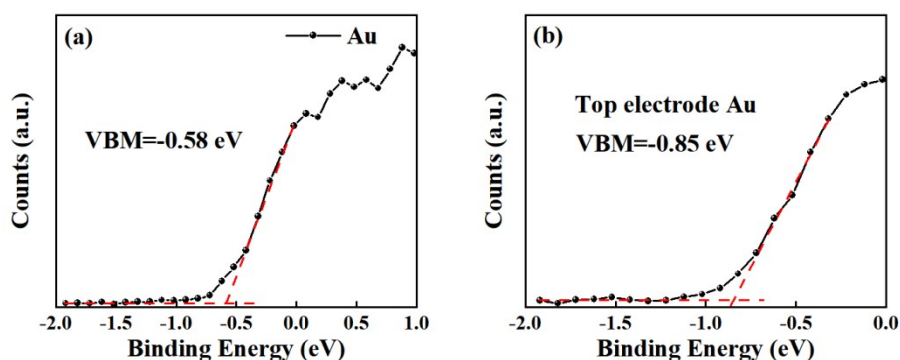 (a)
Au
VBM=-0.58 eV
Counts (a.u.)
-2.0 -1.5 -1.0 -0.5 0.0 0.5 1.0
Binding Energy (eV)
(b)
Top electrode Au
VBM=-0.85 eV
Counts (a.u.)
-2.0 -1.5 -1.0 -0.5 0.0
Binding Energy (eV)